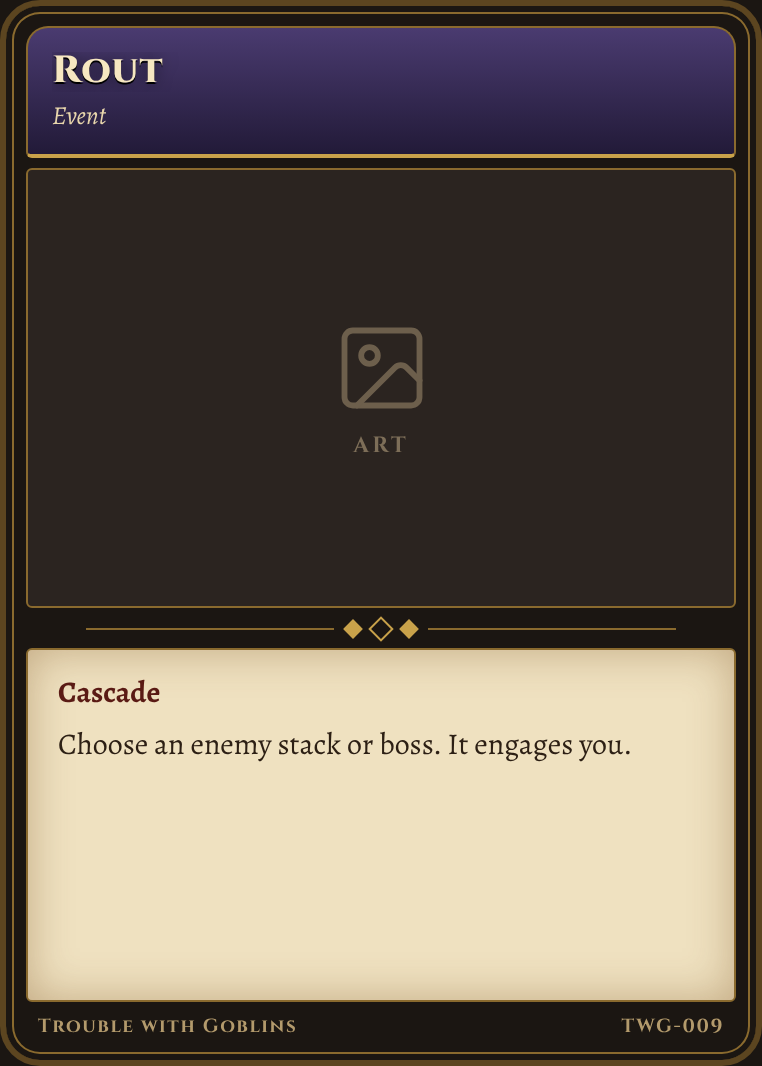 Rout
Event
ART
Cascade
Choose an enemy stack or boss. It engages you.
Trouble with Goblins
TWG-009